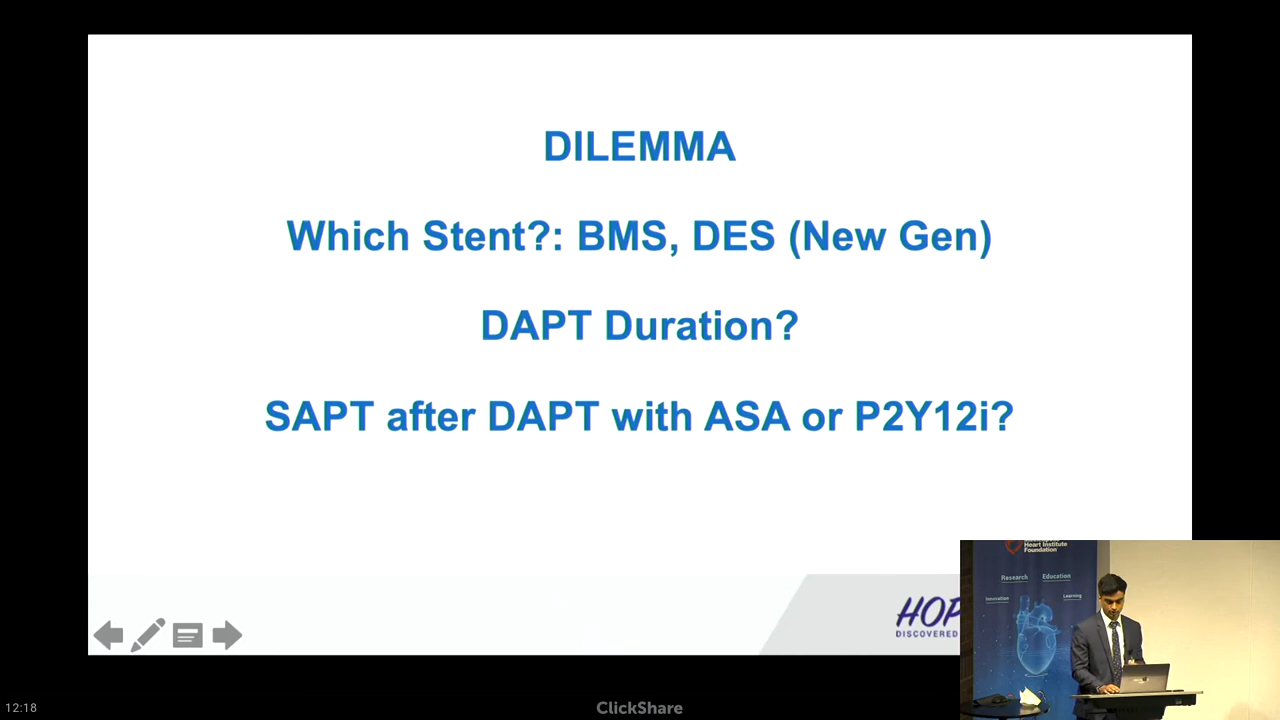 DILEMMA
Which Stent?: BMS, DES (New Gen)
DAPT Duration?
SAPT after DAPT with ASA or P2Y12i?
HOP
DISCOVERED
Heart Institute
Foundation
Research Education
Innovation Learning
12:18
ClickShare